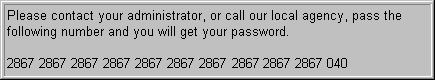 Please contact your administrator, or call our local agency, pass the
following number and you will get your password.
2867 2867 2867 2867 2867 2867 2867 2867 2867 2867 040